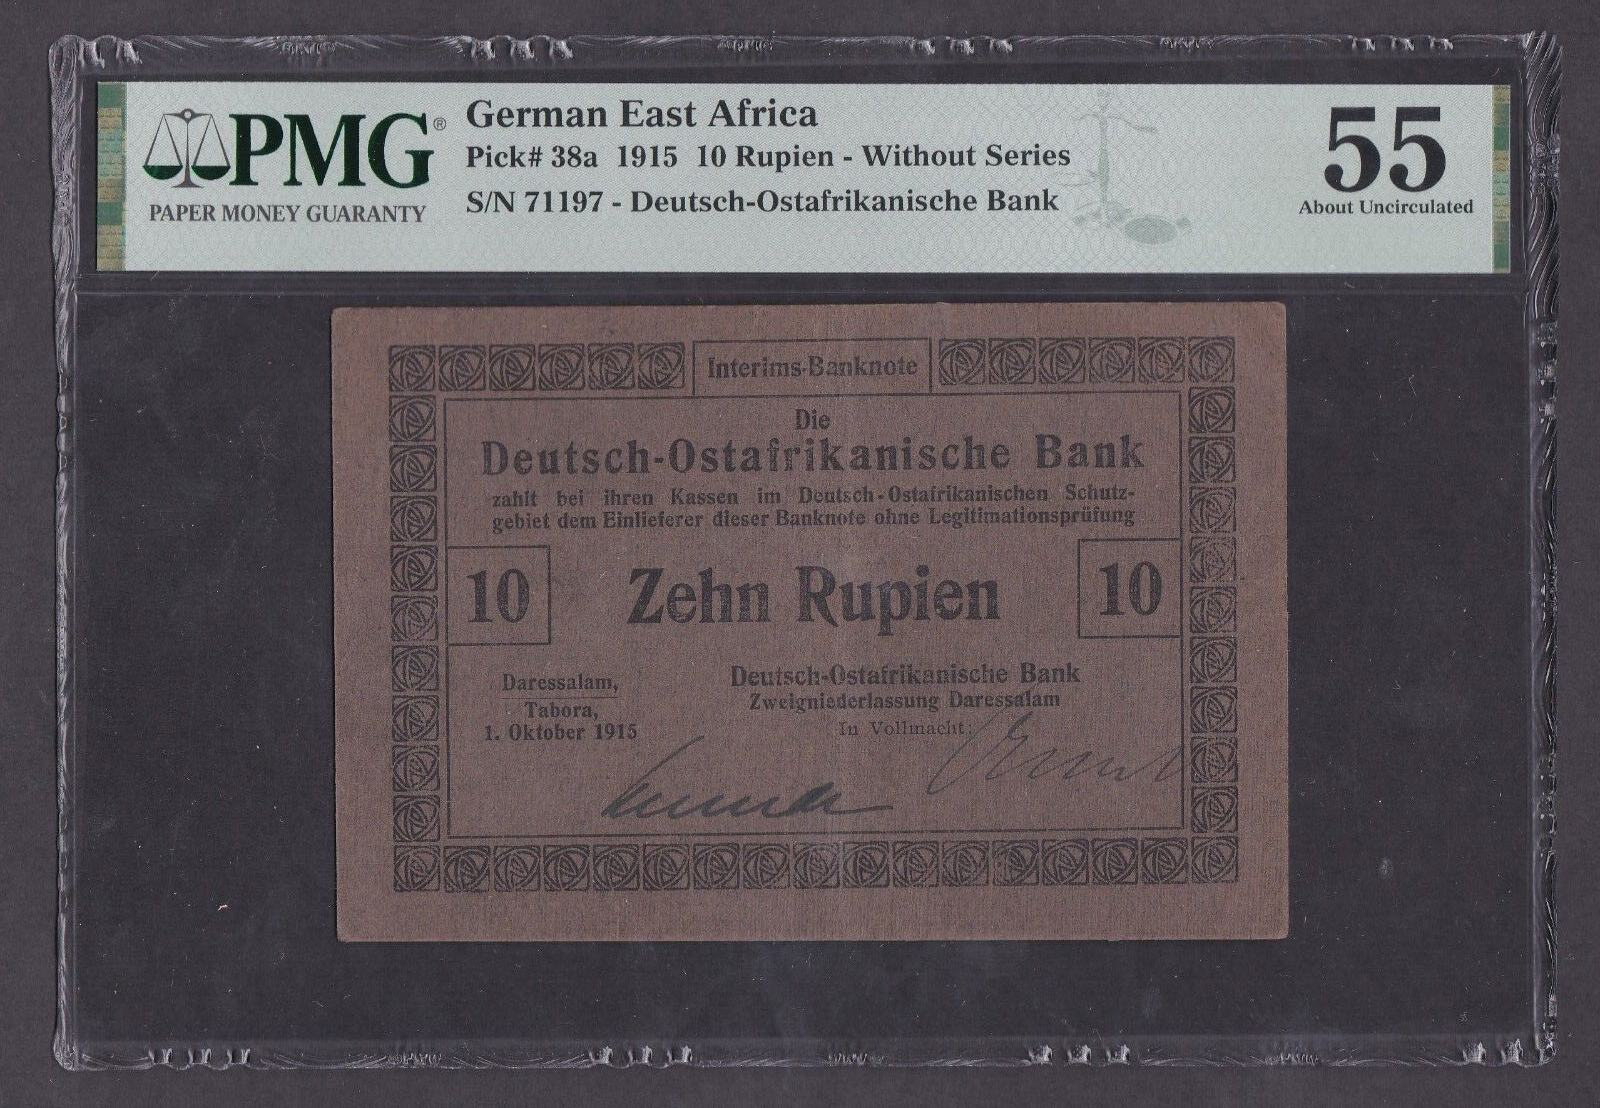 PMG®
PAPER MONEY GUARANTY
German East Africa
Pick# 38a 1915 10 Rupien - Without Series
S/N 71197 - Deutsch-Ostafrikanische Bank
55
About Uncirculated
Interims-Banknote
Die
Deutsch-Ostafrikanische Bank
zahlt bei ihren Kassen im Deutsch-Ostafrikanischen Schutz-
gebiet dem Einlieferer dieser Banknote ohne Legitimationsprüfung
10
Zehn Rupien
10
Daressalam,
Tabora,
1. Oktober 1915
Deutsch-Ostafrikanische Bank
Zweigniederlassung Daressalam
In Vollmacht: